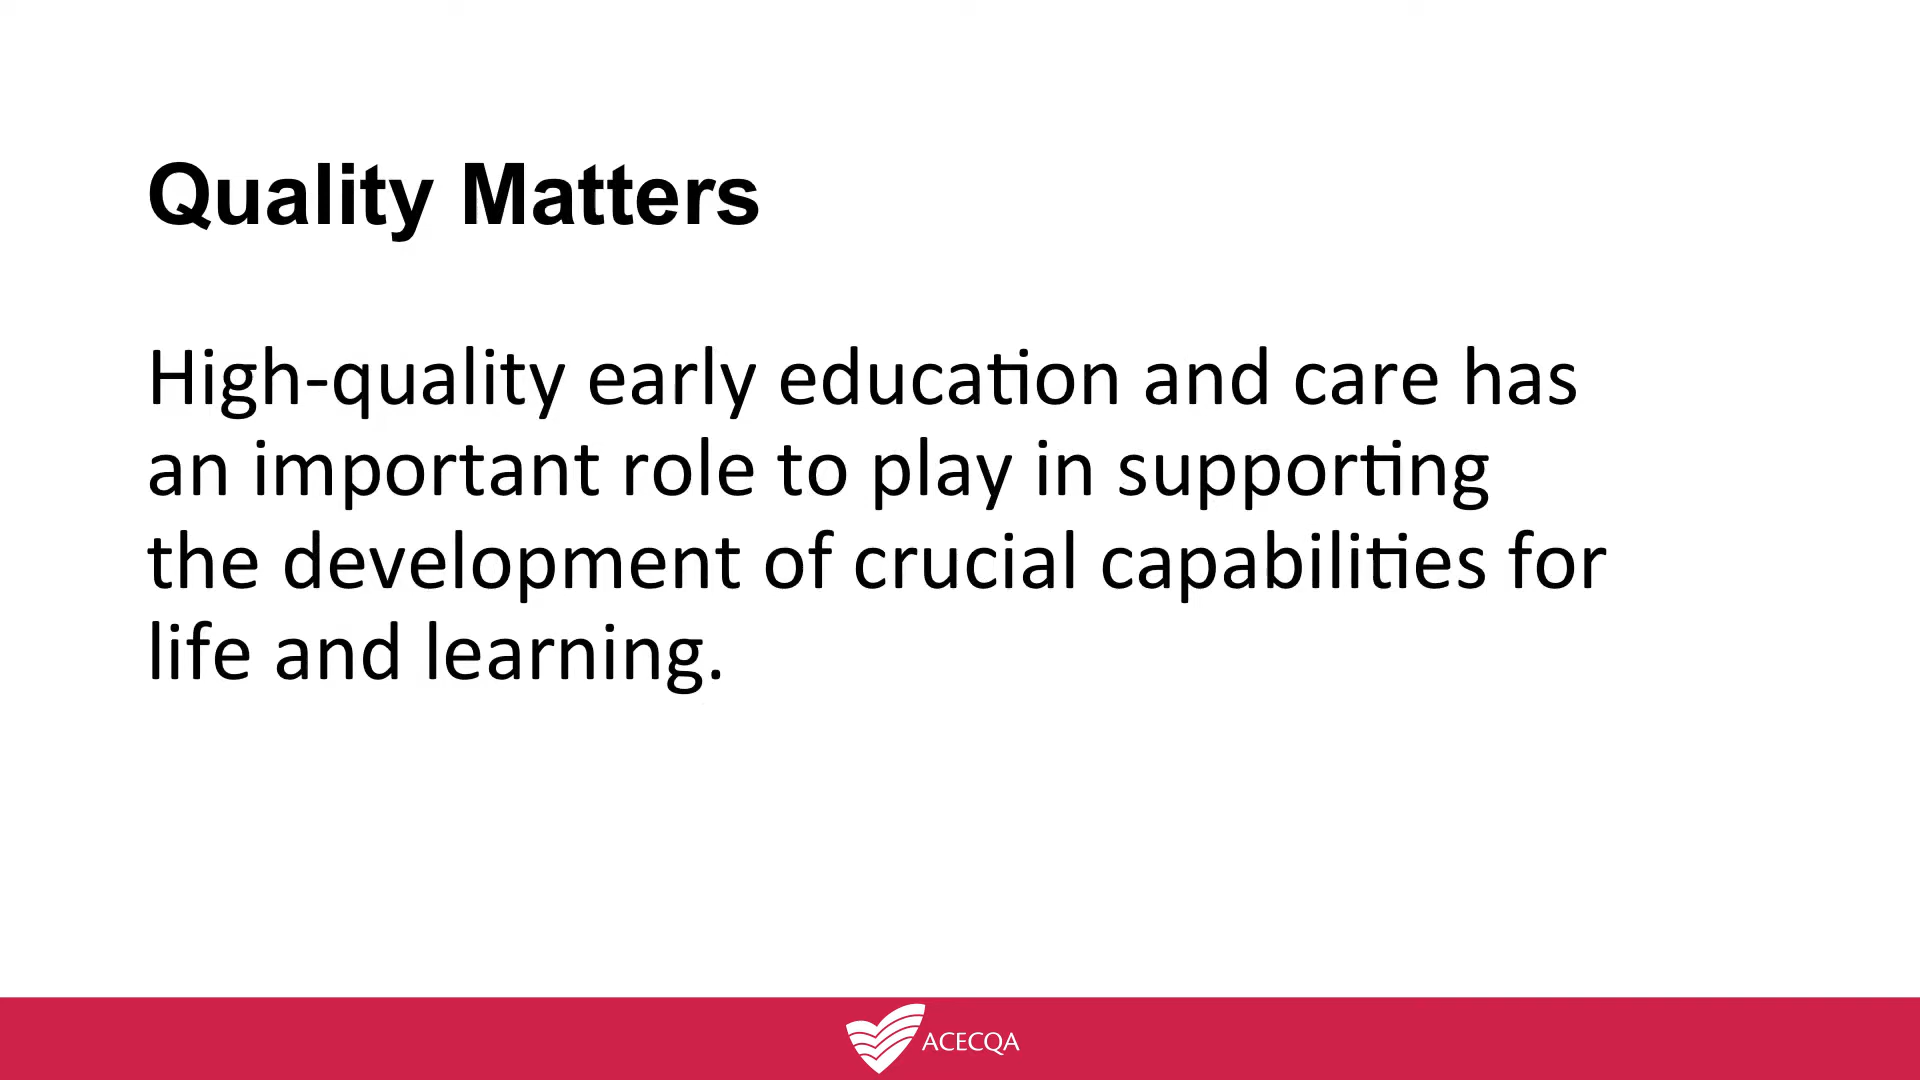 Quality Matters
High-quality early education and care has
an important role to play in supporting
the development of crucial capabilities for
life and learning.
ACECQA